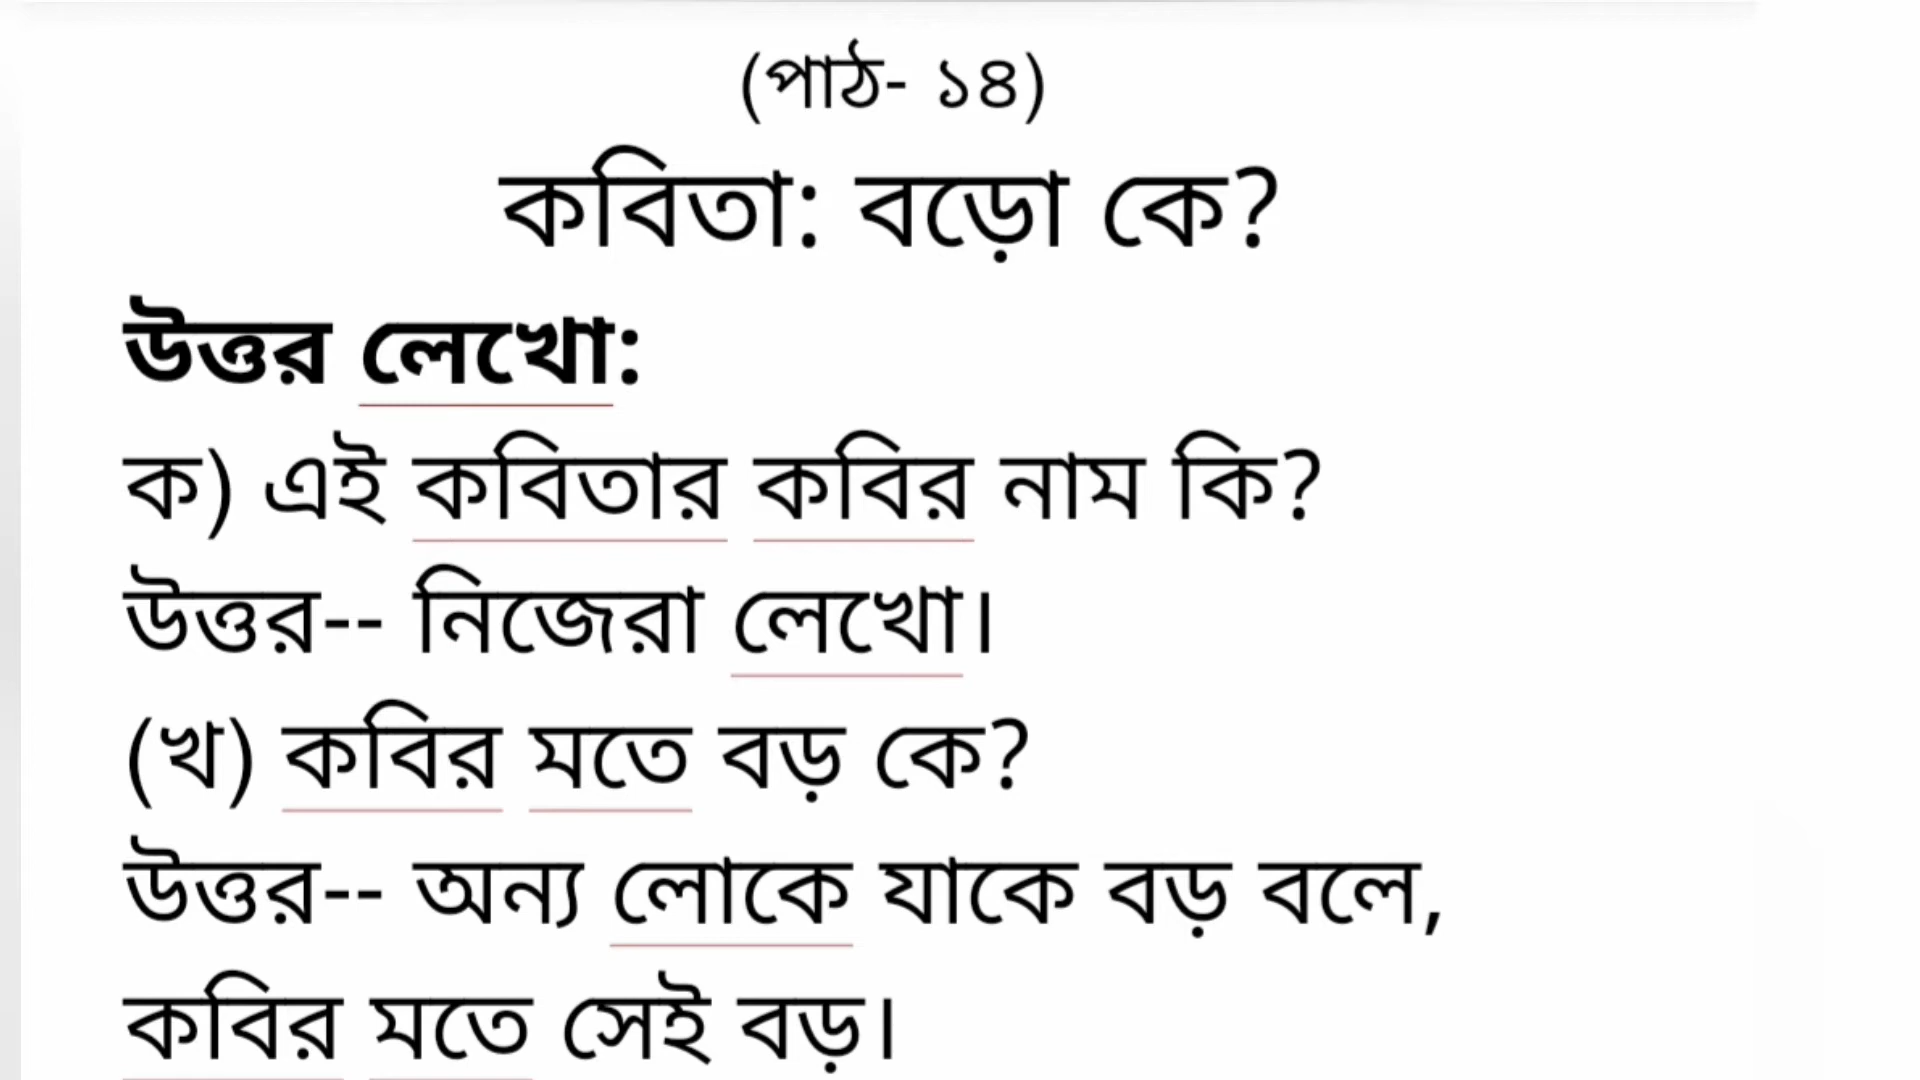 (পাঠ- ১৪)
কবিতা: বড়ো কে?
উত্তর লেখো:
ক) এই কবিতার কবির নাম কি?
উত্তর-- নিজেরা লেখো।
(খ) কবির মতে বড় কে?
উত্তর-- অন্য লোকে যাকে বড় বলে,
কবির মতে সেই বড়।